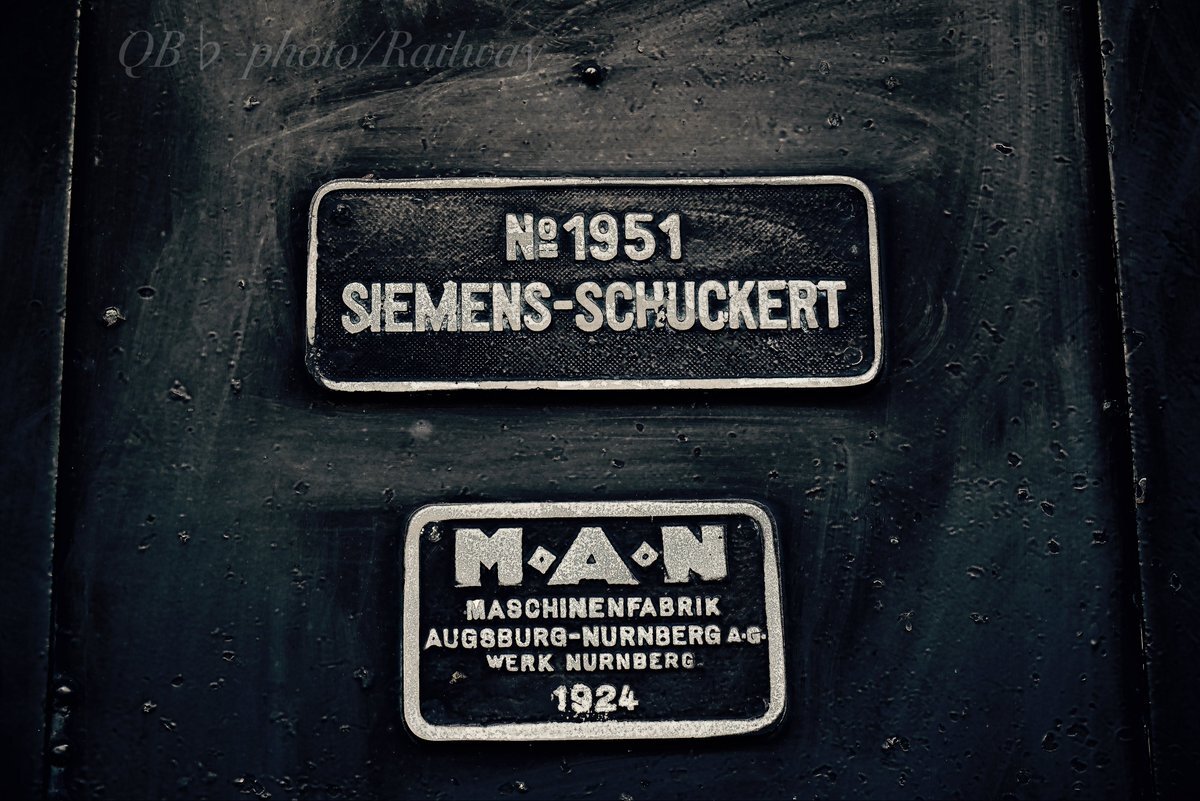 QB♭ photo/Railway
№1951
SIEMENS-SCHUCKERT
M·A·N
MASCHINENFABRIK
AUGSBURG-NURNBERG A.G.
WERK NURNBERG
1924